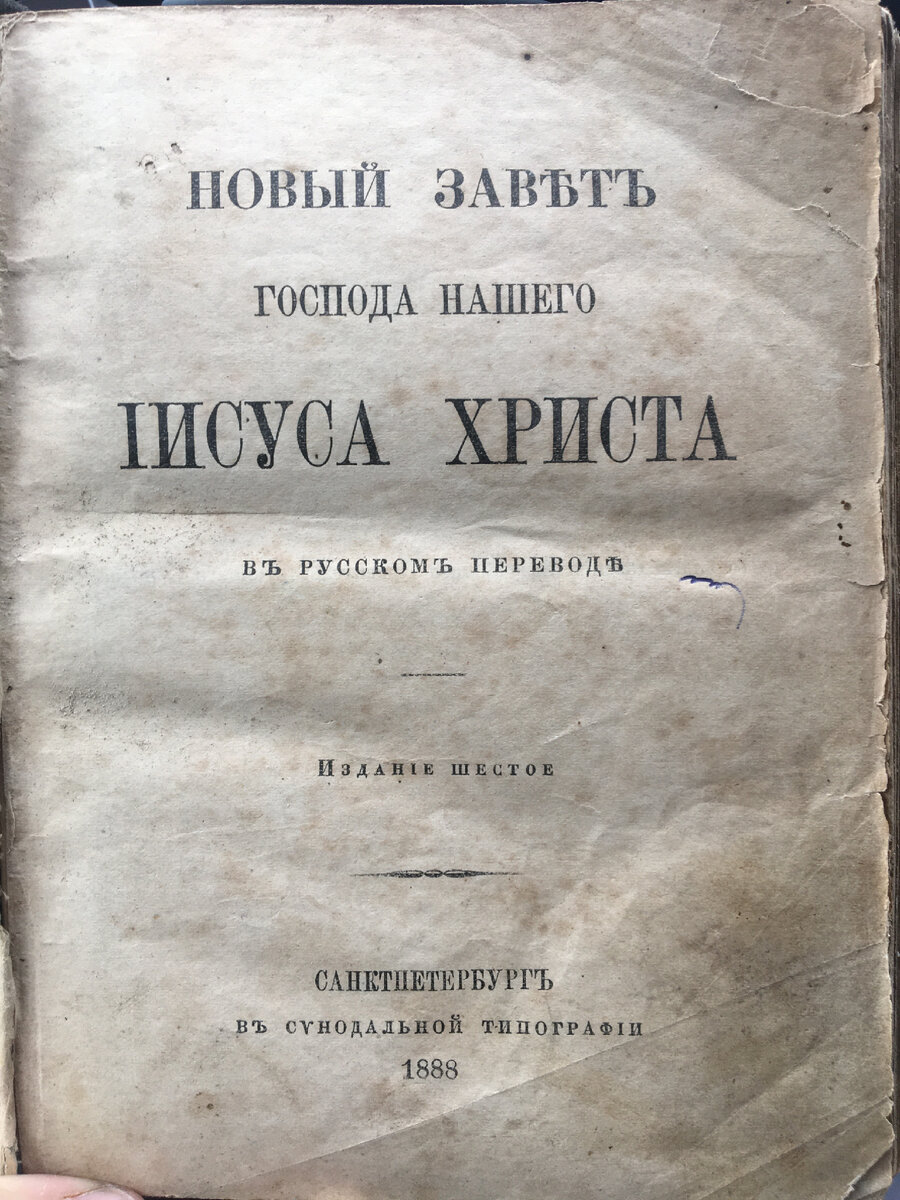 НОВЫЙ ЗАВѢТЪ
ГОСПОДА НАШЕГО
ІИСУСА ХРИСТА
ВЪ РУССКОМЪ ПЕРЕВОДѢ
Изданіе шестое
САНКТПЕТЕРБУРГЪ
ВЪ СѴНОДАЛЬНОЙ ТИПОГРАФІИ
1888